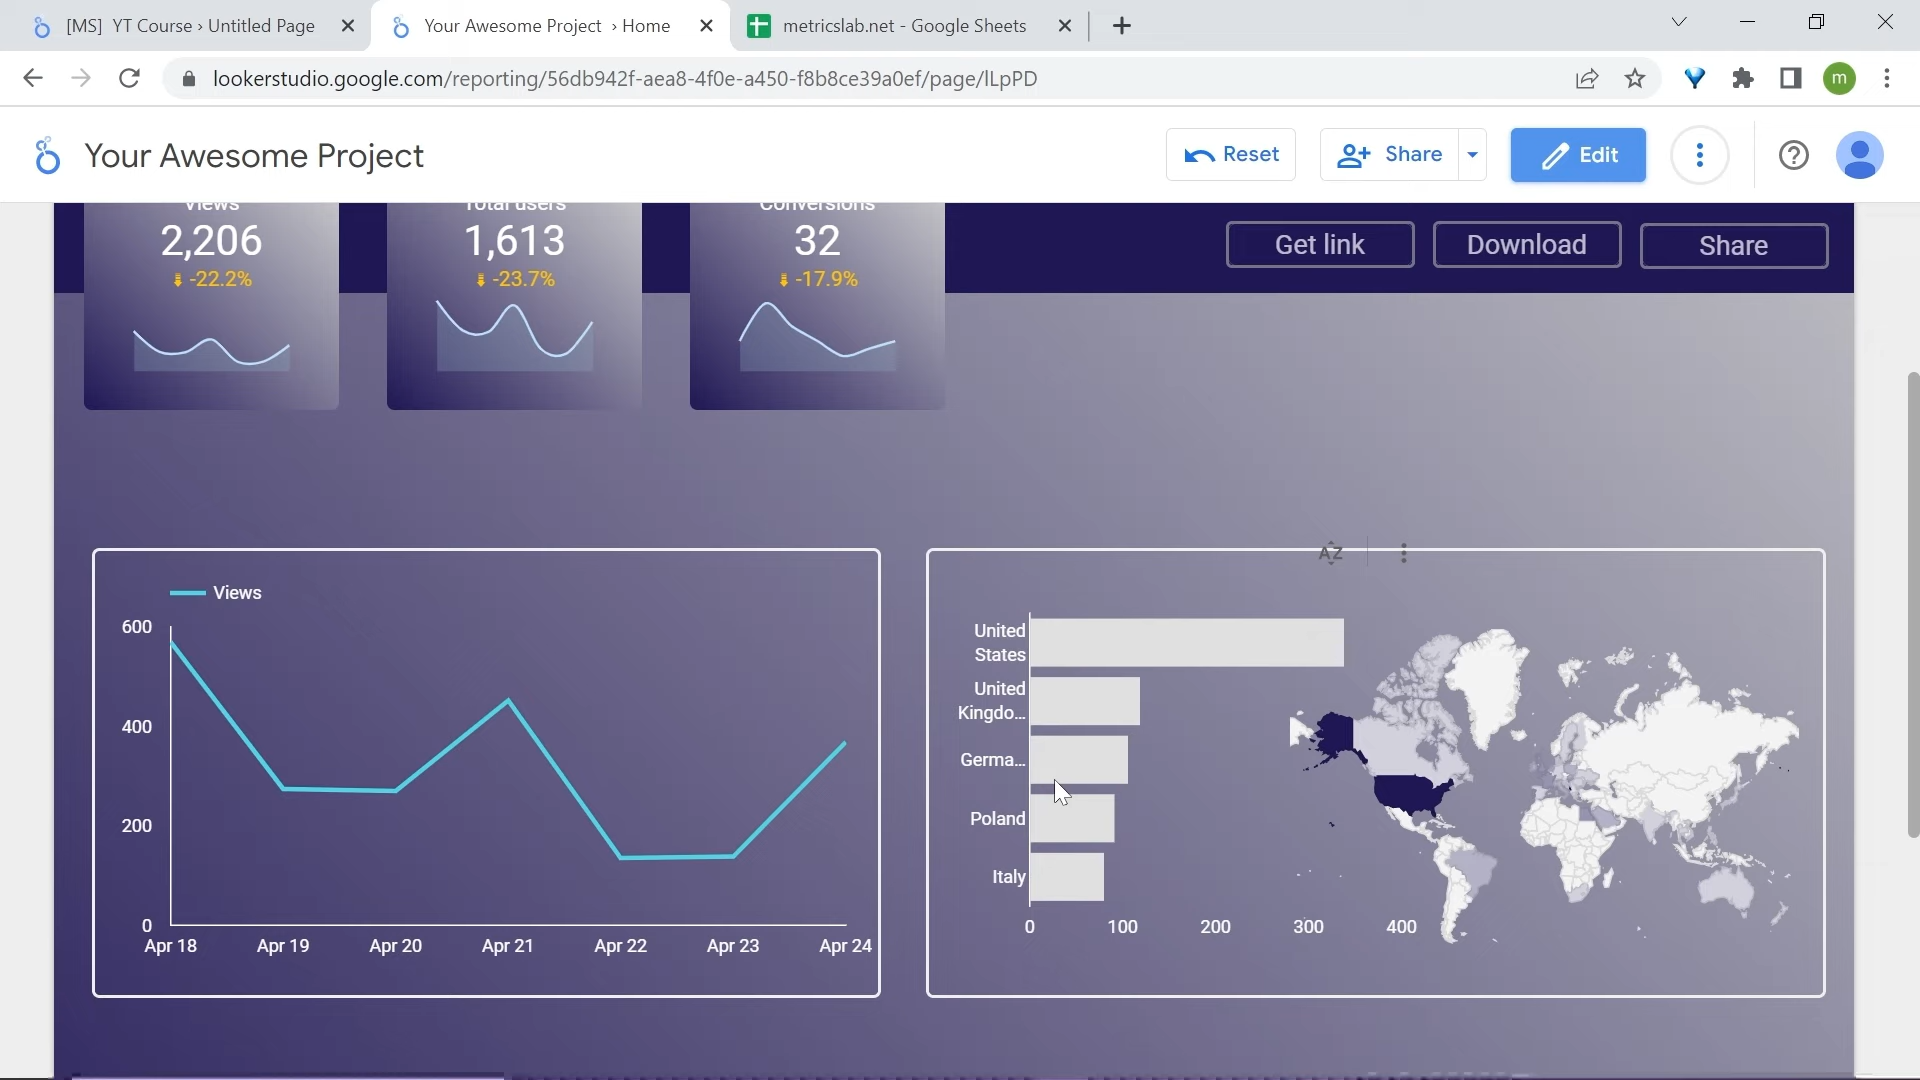 [MS] YT Course › Untitled Page
Your Awesome Project › Home
metricslab.net - Google Sheets
lookerstudio.google.com/reporting/56db942f-aea8-4f0e-a450-f8b8ce39a0ef/page/lLpPD
m
Your Awesome Project
Reset
Share
Edit
Views
Total users
Conversions
2,206
1,613
32
-22.2%
-23.7%
-17.9%
Get link
Download
Share
Views
600
400
200
0
Apr 18
Apr 19
Apr 20
Apr 21
Apr 22
Apr 23
Apr 24
AZ
United
States
United
Kingdo...
Germa...
Poland
Italy
0
100
200
300
400